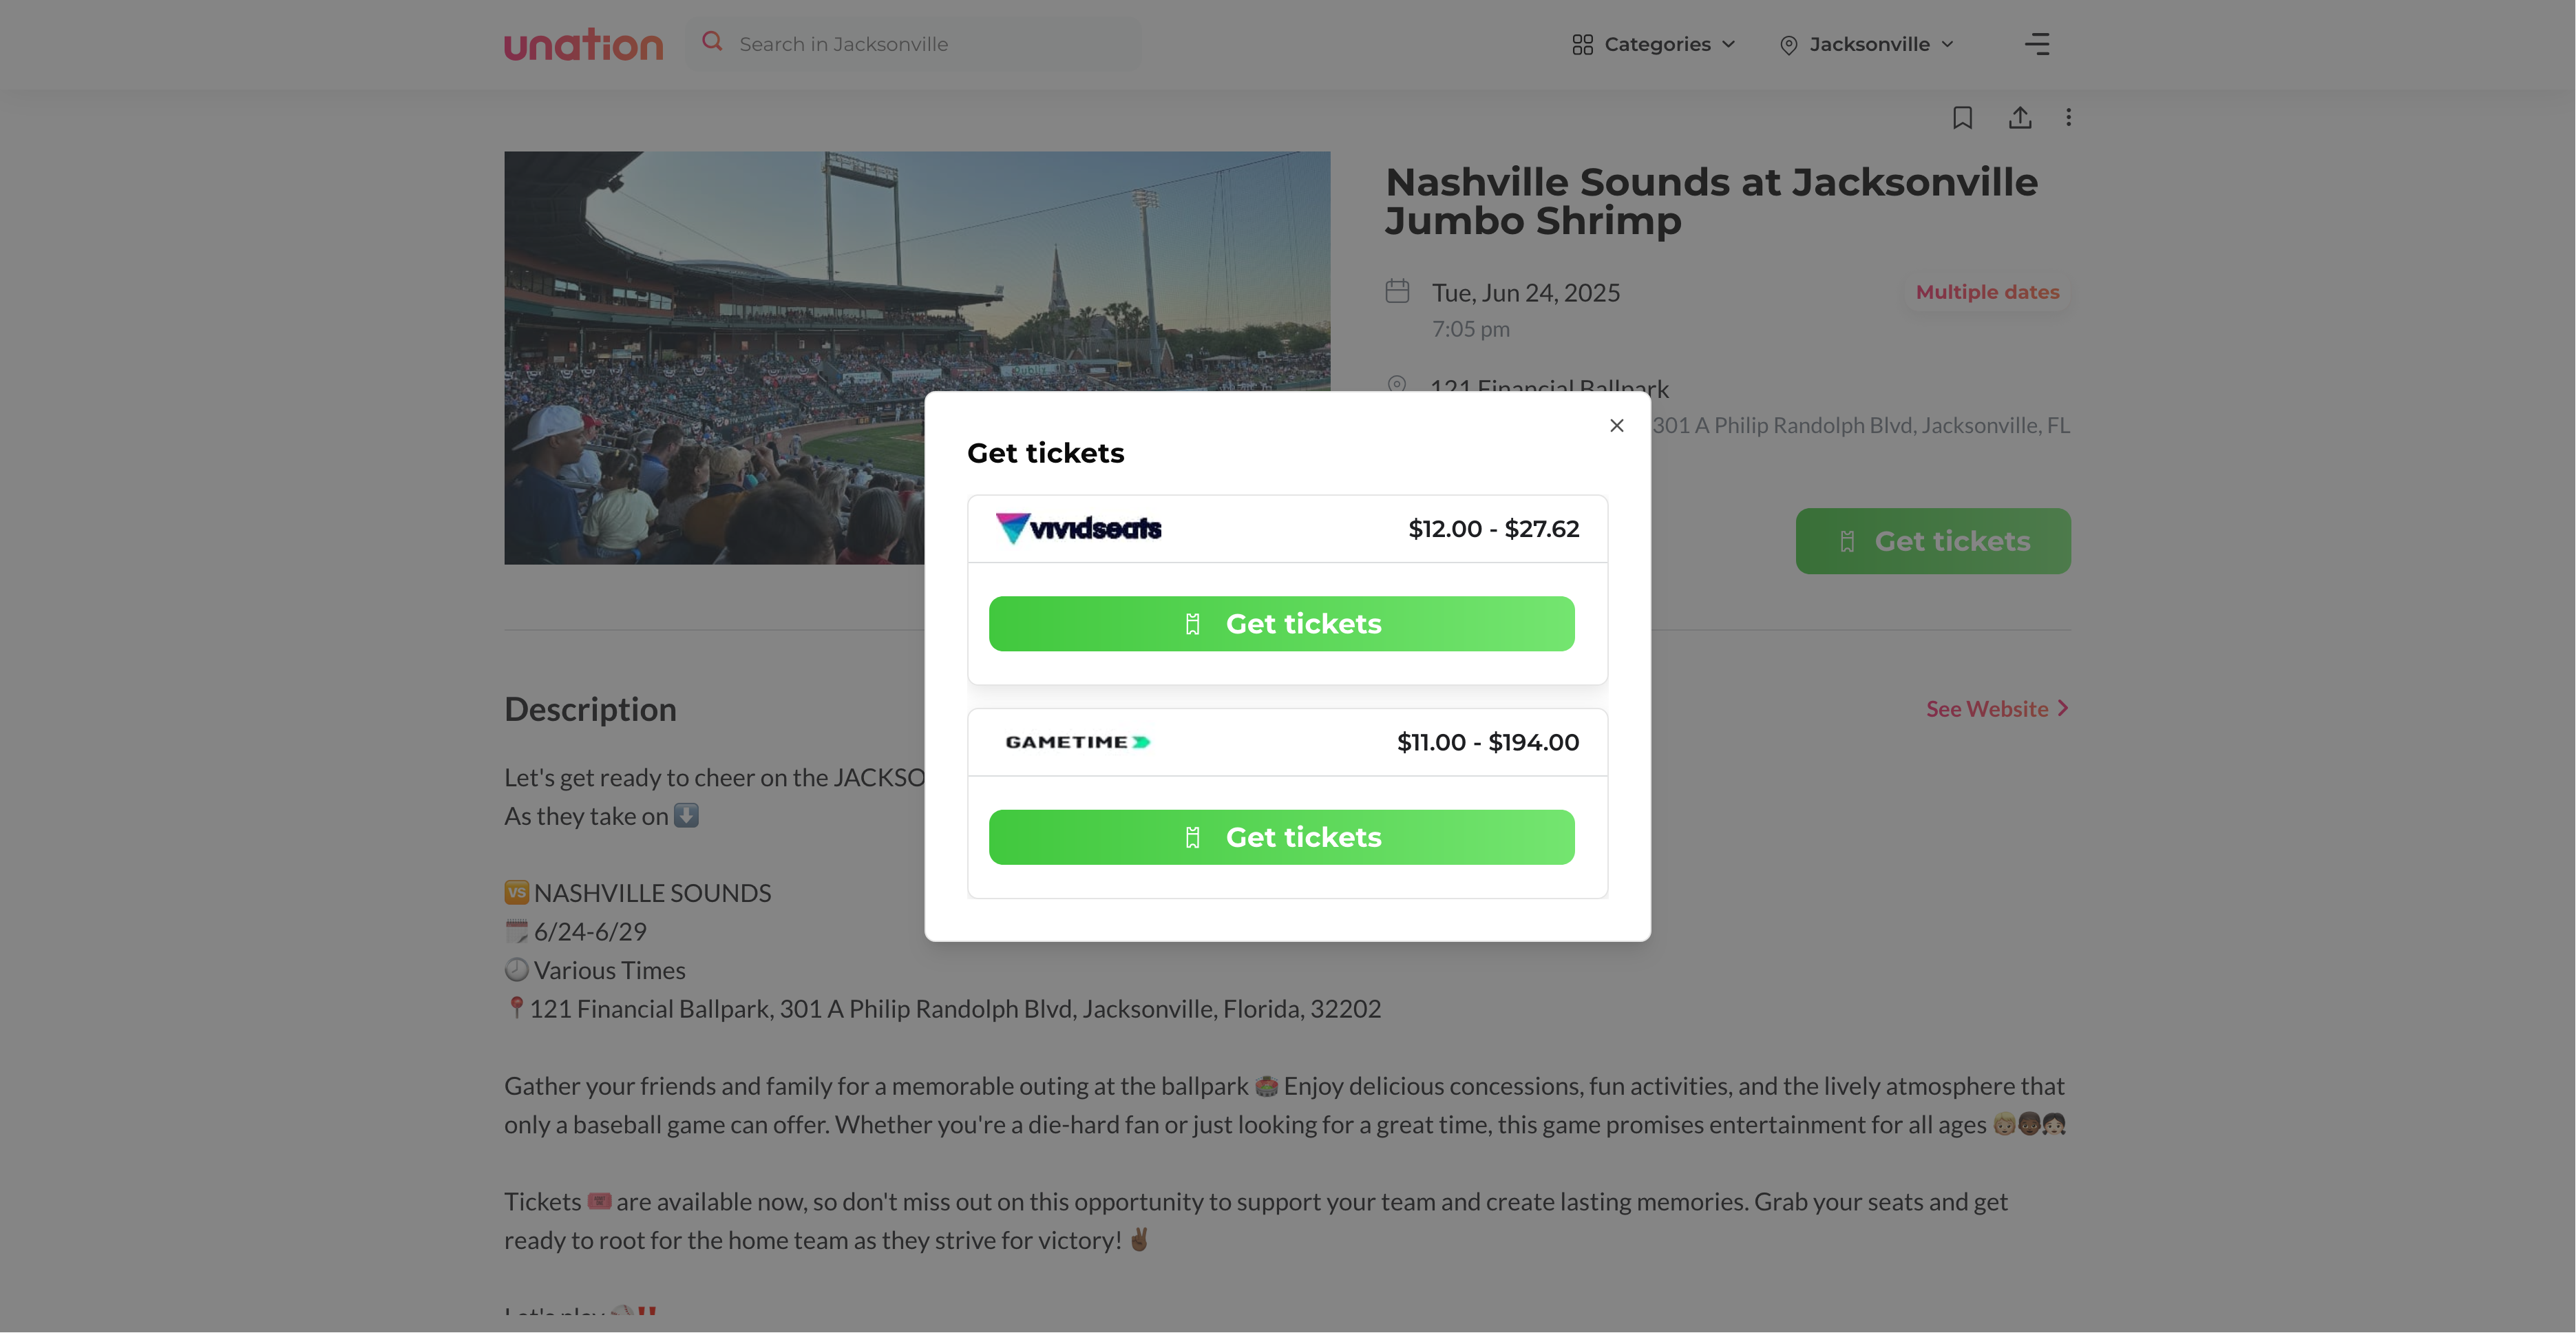 unation
Search in Jacksonville
Categories
Jacksonville
Nashville Sounds at Jacksonville
Jumbo Shrimp
Tue, Jun 24, 2025
Multiple dates
7:05 pm
121 Financial Ballpark
301 A Philip Randolph Blvd, Jacksonville, FL
Get tickets
Get tickets
vividseats
$12.00 - $27.62
Get tickets
GAMETIME
$11.00 - $194.00
Get tickets
Description
See Website
Let's get ready to cheer on the JACKSO
As they take on ⬇️
🆚 NASHVILLE SOUNDS
🗓️ 6/24-6/29
🕗 Various Times
📍121 Financial Ballpark, 301 A Philip Randolph Blvd, Jacksonville, Florida, 32202
Gather your friends and family for a memorable outing at the ballpark 🏟️ Enjoy delicious concessions, fun activities, and the lively atmosphere that
only a baseball game can offer. Whether you're a die-hard fan or just looking for a great time, this game promises entertainment for all ages 👦🏼👦🏾👧🏻
Tickets 🎟️ are available now, so don't miss out on this opportunity to support your team and create lasting memories. Grab your seats and get
ready to root for the home team as they strive for victory! ✌🏾
Let's play ⚾‼️